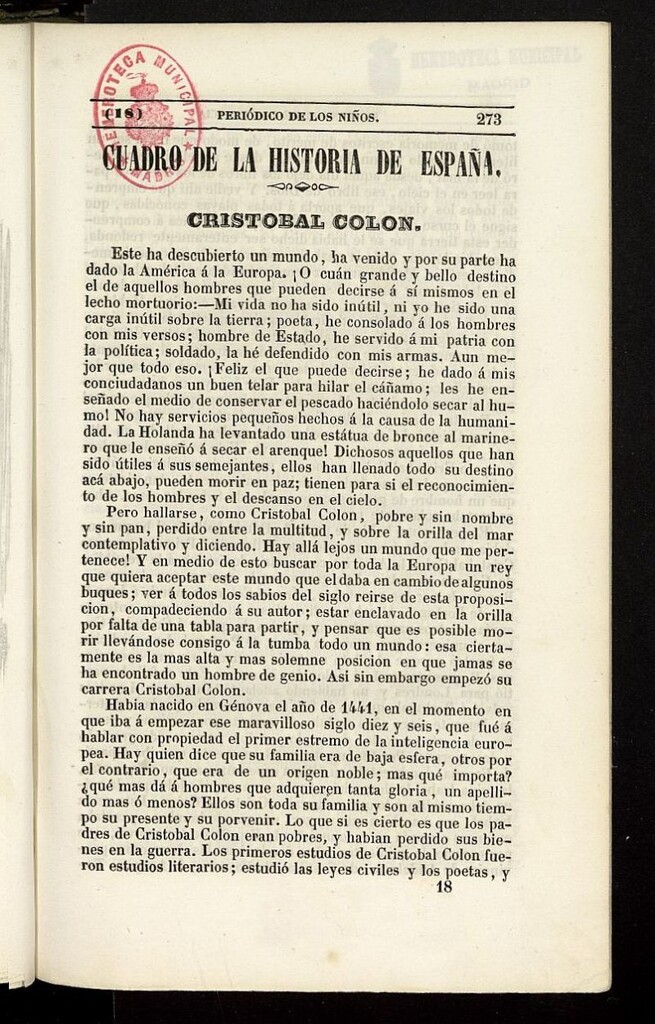 HEMEROTECA MUNICIPAL
MADRID
(18) PERIÓDICO DE LOS NIÑOS. 273
CUADRO DE LA HISTORIA DE ESPAÑA.
CRISTOBAL COLON.
Este ha descubierto un mundo, ha venido y por su parte ha
dado la América á la Europa. ¡O cuán grande y bello destino
el de aquellos hombres que pueden decirse á sí mismos en el
lecho mortuorio:—Mi vida no ha sido inútil, ni yo he sido una
carga inútil sobre la tierra; poeta, he consolado á los hombres
con mis versos; hombre de Estado, he servido á mi patria con
la política; soldado, la hé defendido con mis armas. Aun me-
jor que todo eso. ¡Feliz el que puede decirse; he dado á mis
conciudadanos un buen telar para hilar el cáñamo; les he en-
señado el medio de conservar el pescado haciéndolo secar al hu-
mo! No hay servicios pequeños hechos á la causa de la humani-
dad. La Holanda ha levantado una estátua de bronce al marine-
ro que le enseñó á secar el arenque! Dichosos aquellos que han
sido útiles á sus semejantes, ellos han llenado todo su destino
acá abajo, pueden morir en paz; tienen para si el reconocimien-
to de los hombres y el descanso en el cielo.
Pero hallarse, como Cristobal Colon, pobre y sin nombre
y sin pan, perdido entre la multitud, y sobre la orilla del mar
contemplativo y diciendo. Hay allá lejos un mundo que me per-
tenece! Y en medio de esto buscar por toda la Europa un rey
que quiera aceptar este mundo que el daba en cambio de algunos
buques; ver á todos los sabios del siglo reirse de esta proposi-
cion, compadeciendo á su autor; estar enclavado en la orilla
por falta de una tabla para partir, y pensar que es posible mo-
rir llevándose consigo á la tumba todo un mundo: esa cierta-
mente es la mas alta y mas solemne posicion en que jamas se
ha encontrado un hombre de genio. Asi sin embargo empezó su
carrera Cristobal Colon.
Habia nacido en Génova el año de 1441, en el momento en
que iba á empezar ese maravilloso siglo diez y seis, que fué á
hablar con propiedad el primer estremo de la inteligencia euro-
pea. Hay quien dice que su familia era de baja esfera, otros por
el contrario, que era de un origen noble; mas qué importa?
¿qué mas dá á hombres que adquieren tanta gloria, un apelli-
do mas ó menos? Ellos son toda su familia y son al mismo tiem-
po su presente y su porvenir. Lo que si es cierto es que los pa-
dres de Cristobal Colon eran pobres, y habian perdido sus bie-
nes en la guerra. Los primeros estudios de Cristobal Colon fue-
ron estudios literarios; estudió las leyes civiles y los poetas, y
18